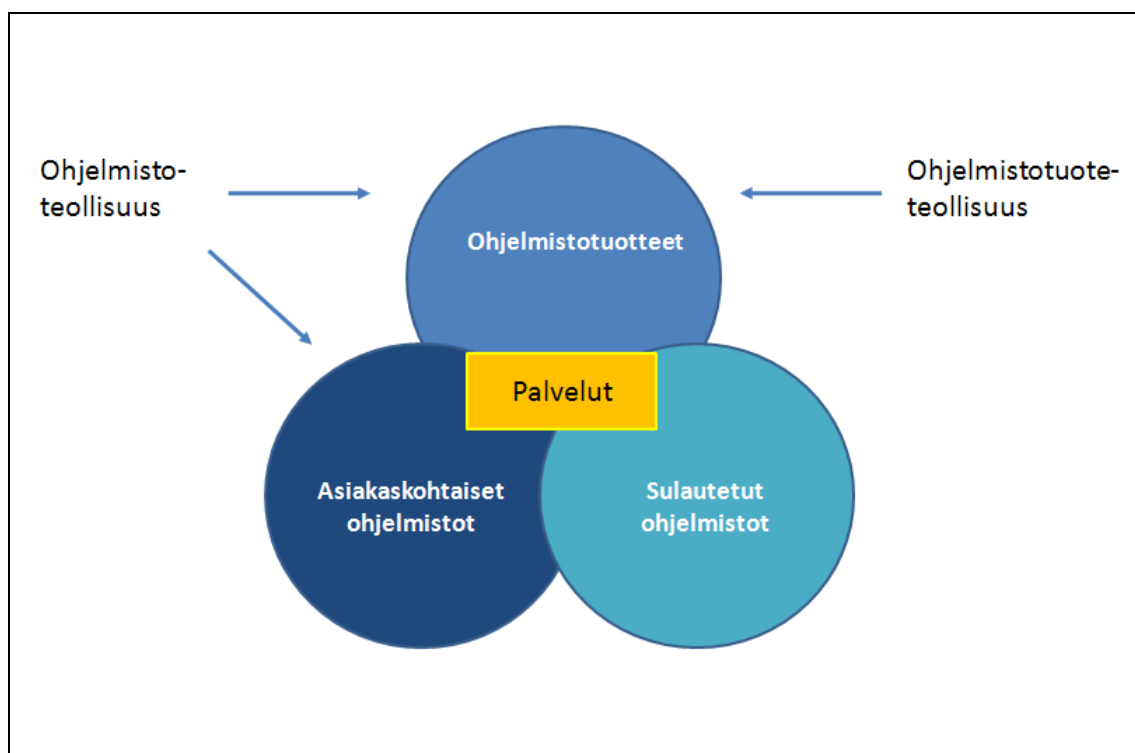 Ohjelmisto-
teollisuus
Ohjelmistotuote-
teollisuus
Ohjelmistotuotteet
Palvelut
Asiakaskohtaiset
ohjelmistot
Sulautetut
ohjelmistot